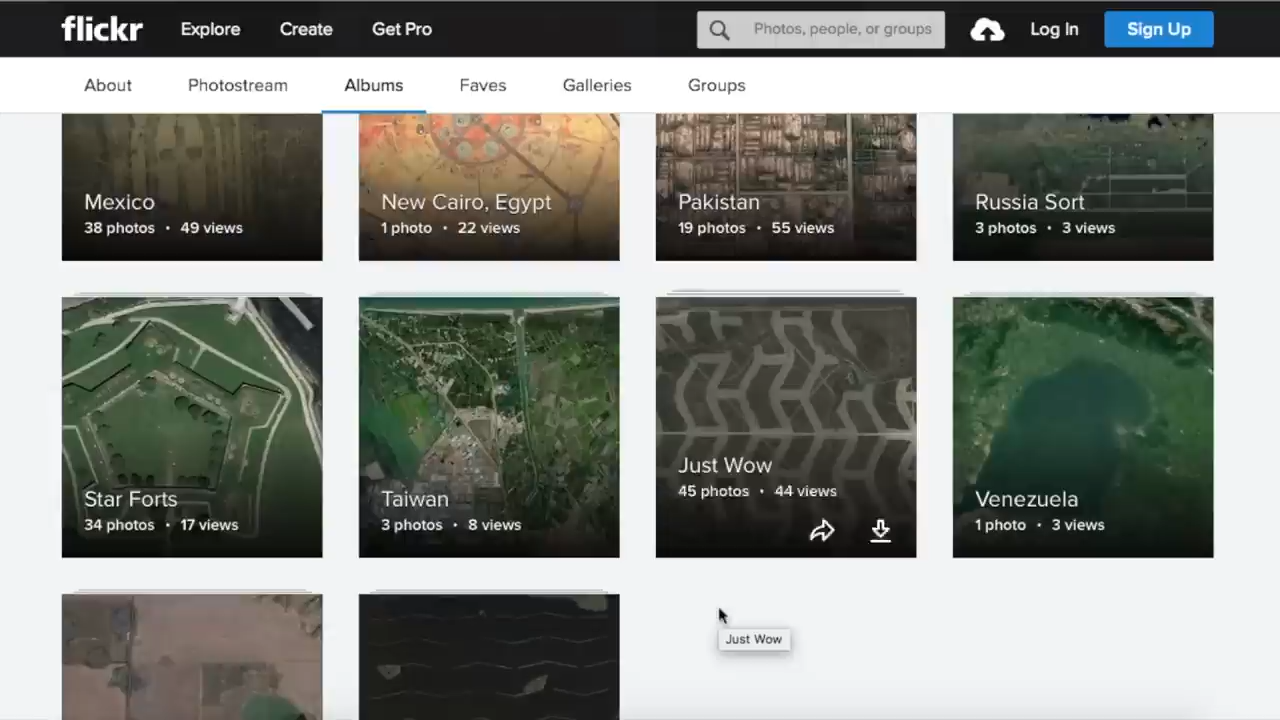 flickr Explore Create Get Pro Photos, people, or groups Log In Sign Up
About Photostream Albums Faves Galleries Groups
Mexico
38 photos • 49 views
New Cairo, Egypt
1 photo • 22 views
Pakistan
19 photos • 55 views
Russia Sort
3 photos • 3 views
Star Forts
34 photos • 17 views
Taiwan
3 photos • 8 views
Just Wow
45 photos • 44 views
Venezuela
1 photo • 3 views
Just Wow